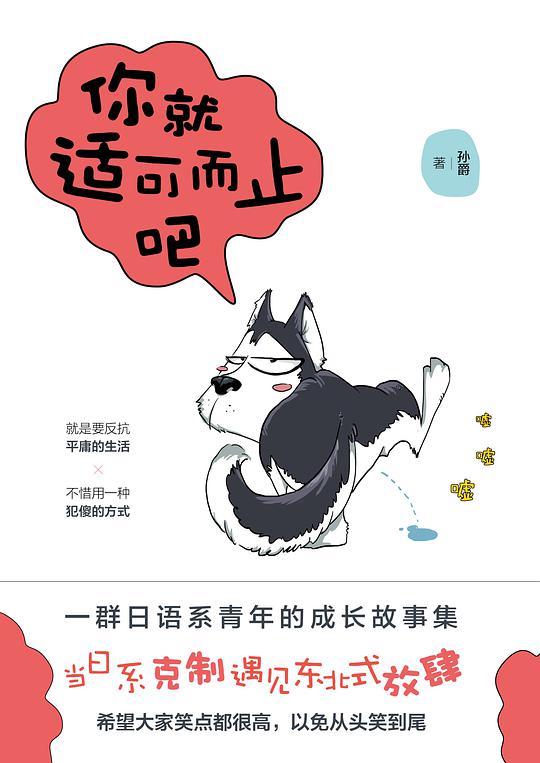 你就
适可而止
吧
孙爵
著
就是要反抗
平庸的生活
×
不惜用一种
犯傻的方式
嘘
嘘
嘘
一群日语系青年的成长故事集
当日系克制遇见东北式放肆
希望大家笑点都很高，以免从头笑到尾